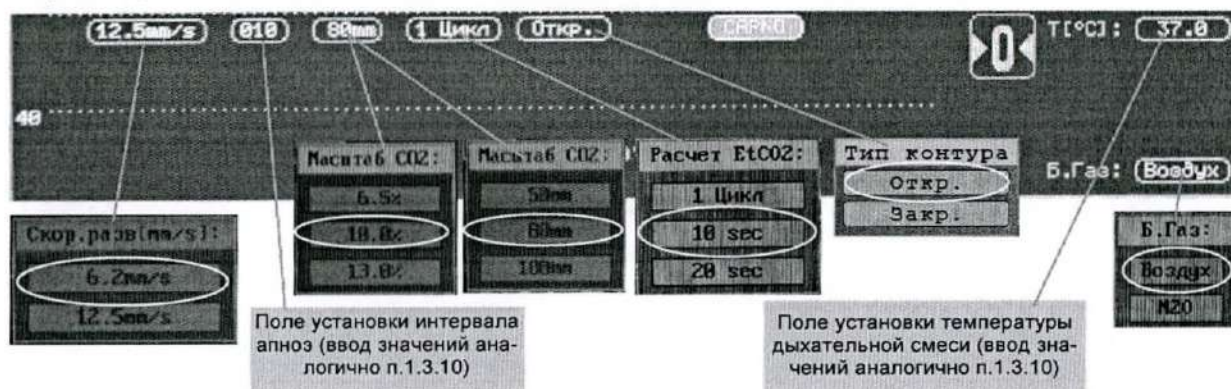 12.5mm/s 010 80mm 1 Цикл Откр. CAPNO 0 T[°C]: 37.0
40
Б.Газ: Воздух
Скор.разв[mm/s]:
6.2mm/s
12.5mm/s
Масштаб CO2:
6.5%
10.0%
13.0%
Масштаб CO2:
50mm
80mm
100mm
Расчет EtCO2:
1 Цикл
10 sec
20 sec
Тип контура
Откр.
Закр.
Б.Газ:
Воздух
N2O
Поле установки интервала
апноэ (ввод значений ана-
логично п.1.3.10)
Поле установки температуры
дыхательной смеси (ввод зна-
чений аналогично п.1.3.10)